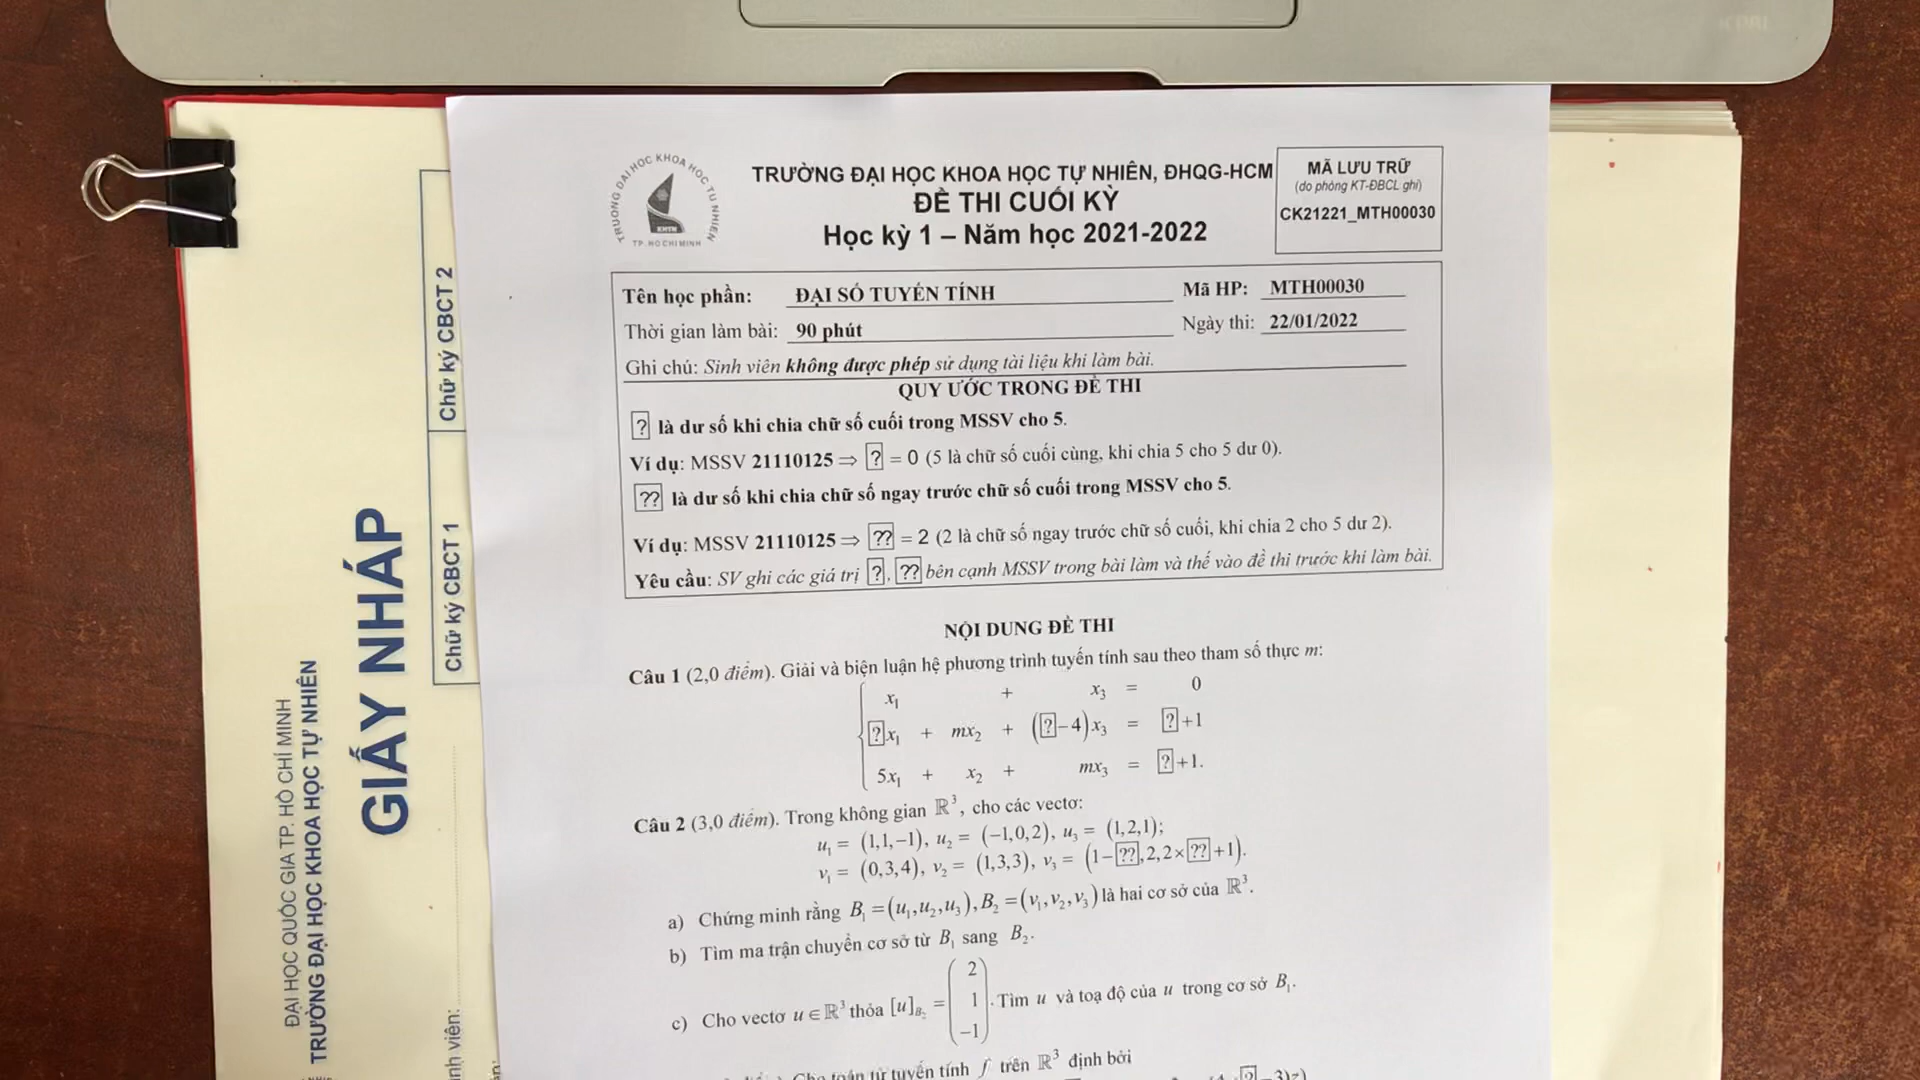 TRƯỜNG ĐẠI HỌC KHOA HỌC TỰ NHIÊN
KHTN
TP. HỒ CHÍ MINH
TRƯỜNG ĐẠI HỌC KHOA HỌC TỰ NHIÊN, ĐHQG-HCM
ĐỀ THI CUỐI KỲ
Học kỳ 1 – Năm học 2021-2022
MÃ LƯU TRỮ
(do phòng KT-ĐBCL ghi)
CK21221_MTH00030
Tên học phần: ĐẠI SỐ TUYẾN TÍNH Mã HP: MTH00030
Thời gian làm bài: 90 phút Ngày thi: 22/01/2022
Ghi chú: Sinh viên không được phép sử dụng tài liệu khi làm bài.
QUY ƯỚC TRONG ĐỀ THI
[?] là dư số khi chia chữ số cuối trong MSSV cho 5.
Ví dụ: MSSV 21110125 ⇒ [?] = 0 (5 là chữ số cuối cùng, khi chia 5 cho 5 dư 0).
[??] là dư số khi chia chữ số ngay trước chữ số cuối trong MSSV cho 5.
Ví dụ: MSSV 21110125 ⇒ [??] = 2 (2 là chữ số ngay trước chữ số cuối, khi chia 2 cho 5 dư 2).
Yêu cầu: SV ghi các giá trị [?], [??] bên cạnh MSSV trong bài làm và thế vào đề thi trước khi làm bài.
NỘI DUNG ĐỀ THI
Câu 1 (2,0 điểm). Giải và biện luận hệ phương trình tuyến tính sau theo tham số thực m:
x₁ + x₃ = 0
[?]x₁ + mx₂ + ([?]−4)x₃ = [?]+1
5x₁ + x₂ + mx₃ = [?]+1.
Câu 2 (3,0 điểm). Trong không gian ℝ³, cho các vectơ:
u₁ = (1,1,−1), u₂ = (−1,0,2), u₃ = (1,2,1);
v₁ = (0,3,4), v₂ = (1,3,3), v₃ = (1−[??],2,2×[??]+1).
a) Chứng minh rằng B₁ = (u₁,u₂,u₃), B₂ = (v₁,v₂,v₃) là hai cơ sở của ℝ³.
b) Tìm ma trận chuyển cơ sở từ B₁ sang B₂.
c) Cho vectơ u ∈ ℝ³ thỏa [u]B₂ = (2 1 −1). Tìm u và toạ độ của u trong cơ sở B₁.
Cho toán tử tuyến tính f trên ℝ³ định bởi
[?]−3)z)
ĐẠI HỌC QUỐC GIA TP. HỒ CHÍ MINH
TRƯỜNG ĐẠI HỌC KHOA HỌC TỰ NHIÊN
GIẤY NHÁP
Chữ ký CBCT 1
Chữ ký CBCT 2
viên: